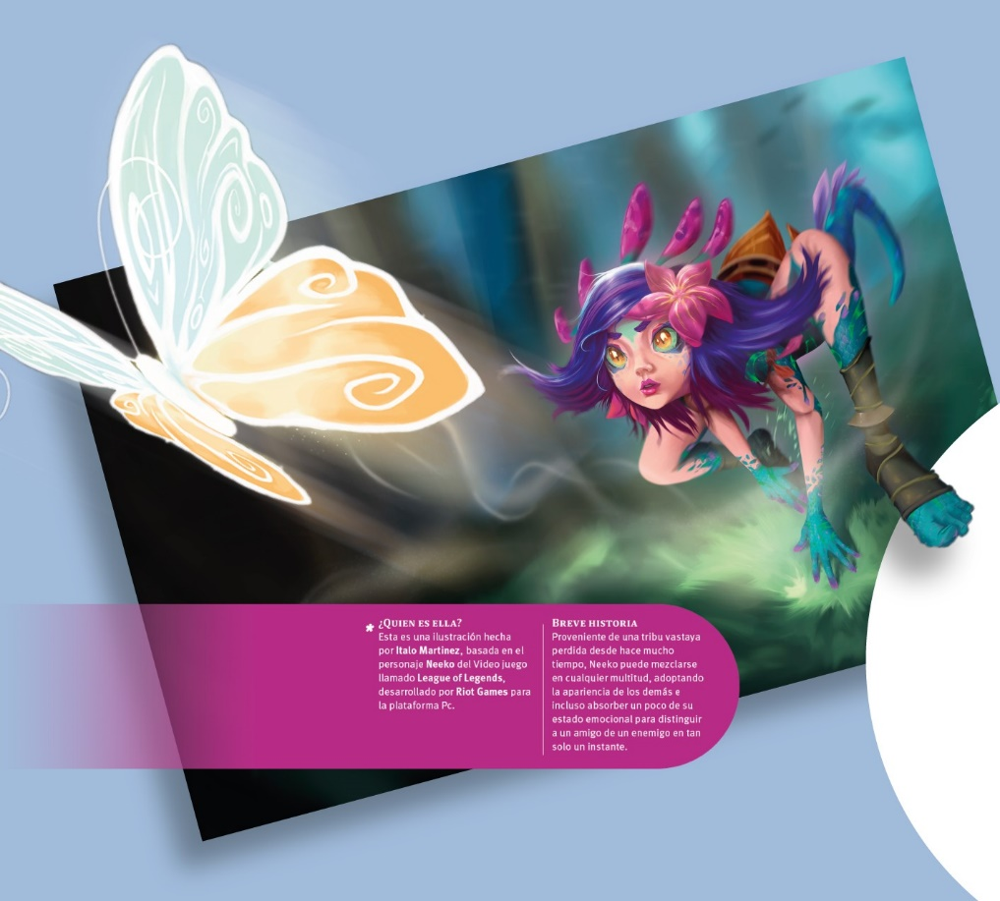 * ¿QUIEN ES ELLA?
Esta es una ilustración hecha
por Italo Martinez, basada en el
personaje Neeko del Video juego
llamado League of Legends,
desarrollado por Riot Games para
la plataforma Pc.
BREVE HISTORIA
Proveniente de una tribu vastaya
perdida desde hace mucho
tiempo, Neeko puede mezclarse
en cualquier multitud, adoptando
la apariencia de los demás e
incluso absorber un poco de su
estado emocional para distinguir
a un amigo de un enemigo en tan
solo un instante.